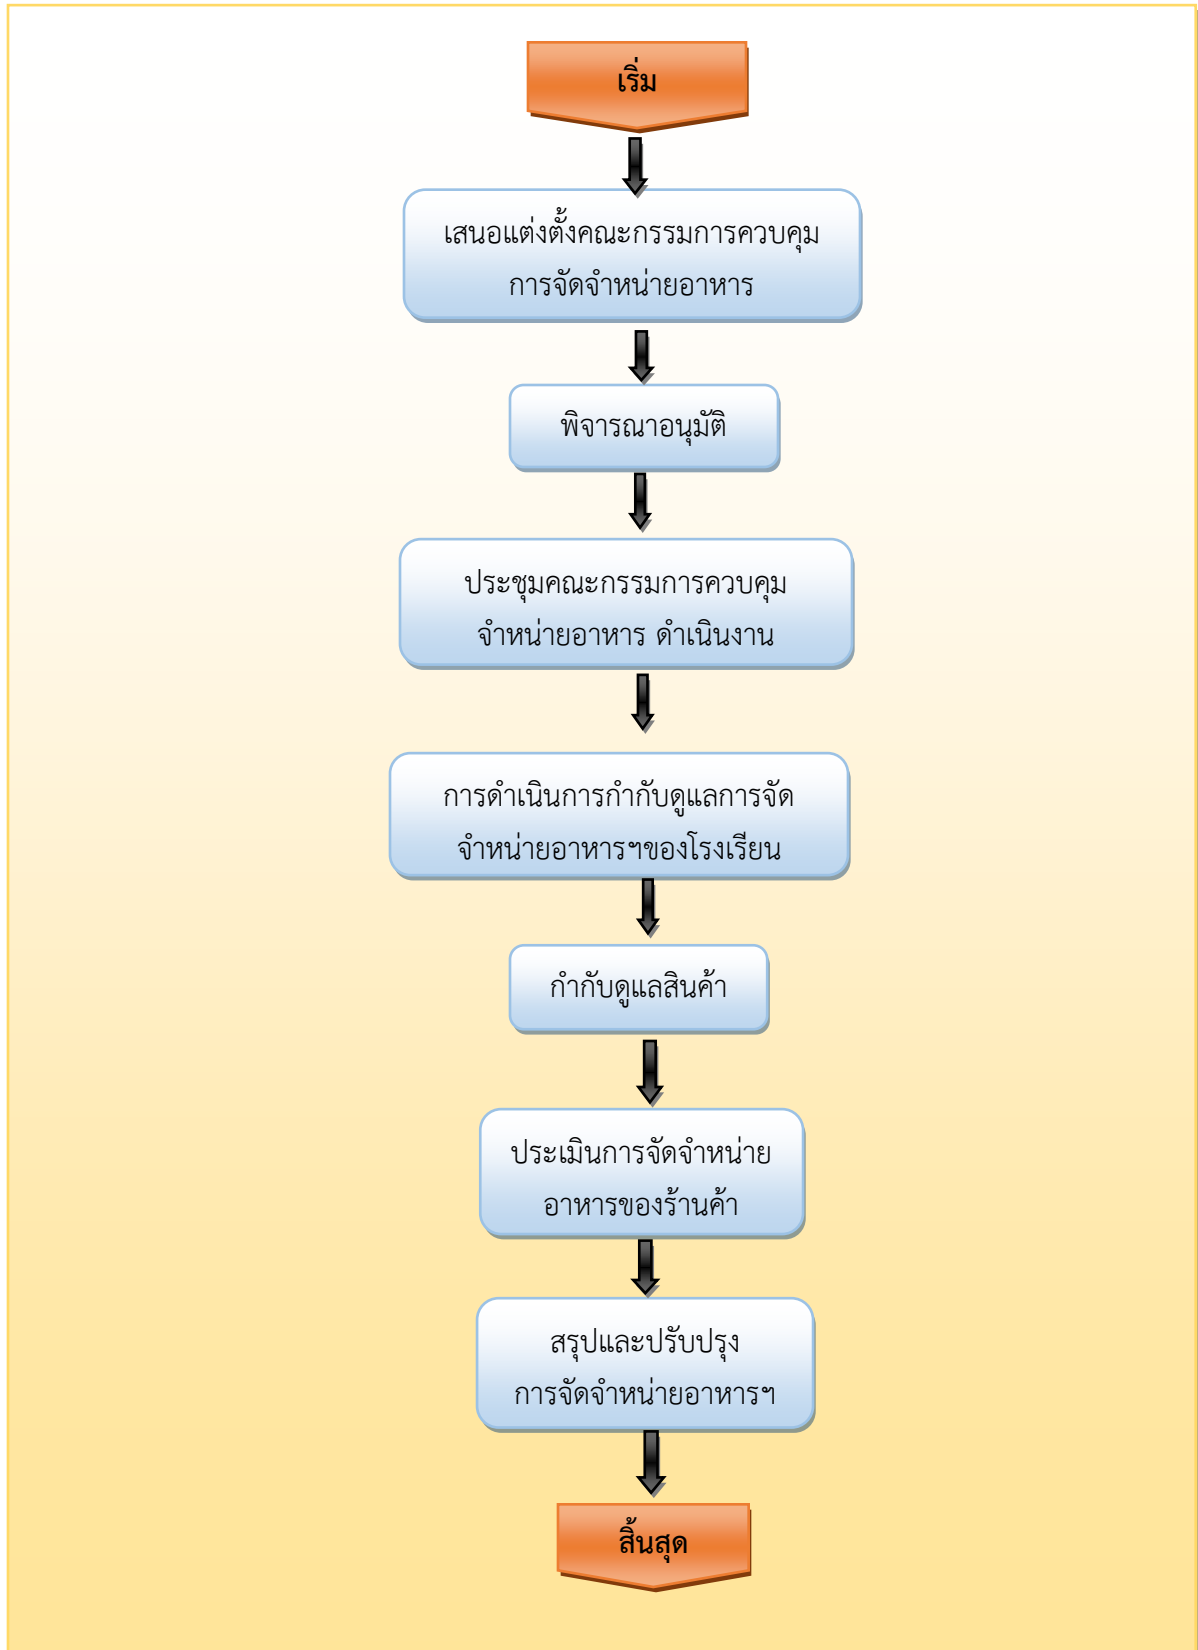 เริ่ม
เสนอแต่งตั้งคณะกรรมการควบคุม
การจัดจำหน่ายอาหาร
พิจารณาอนุมัติ
ประชุมคณะกรรมการควบคุม
จำหน่ายอาหาร ดำเนินงาน
การดำเนินการกำกับดูแลการจัด
จำหน่ายอาหารฯของโรงเรียน
กำกับดูแลสินค้า
ประเมินการจัดจำหน่าย
อาหารของร้านค้า
สรุปและปรับปรุง
การจัดจำหน่ายอาหารฯ
สิ้นสุด